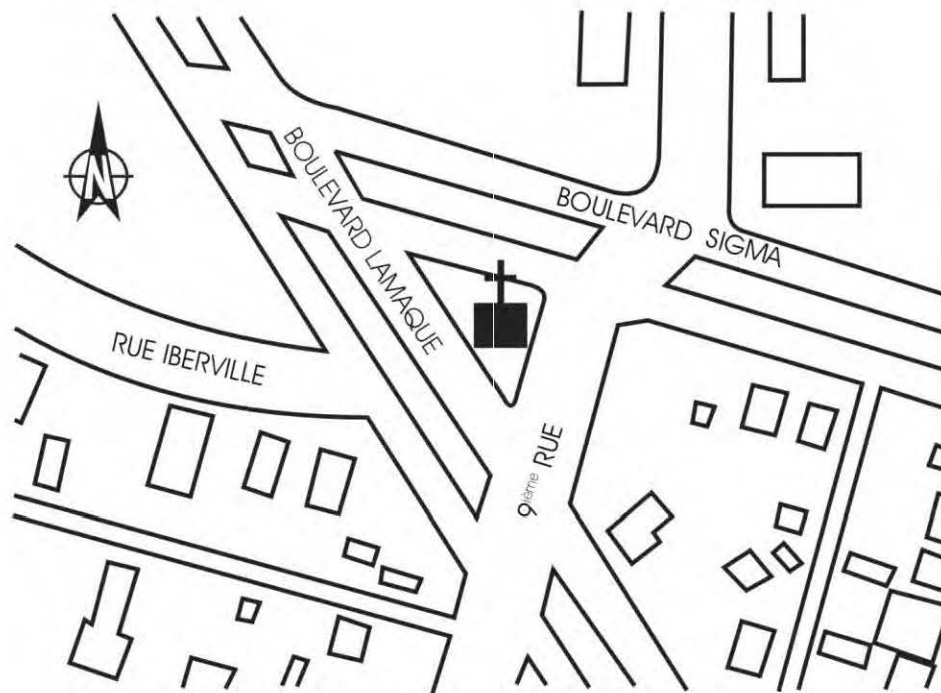 BOULEVARD LAMAQUE
BOULEVARD SIGMA
N
RUE IBERVILLE
9ième RUE